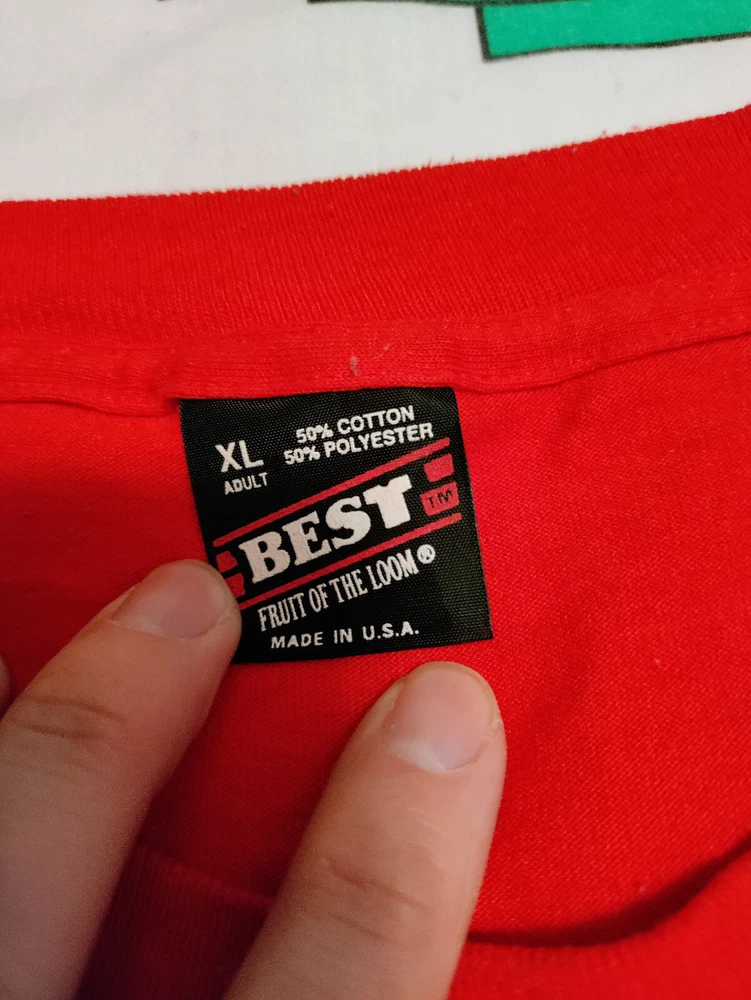 XL
ADULT
50% COTTON
50% POLYESTER
BEST TM
FRUIT OF THE LOOM®
MADE IN U.S.A.